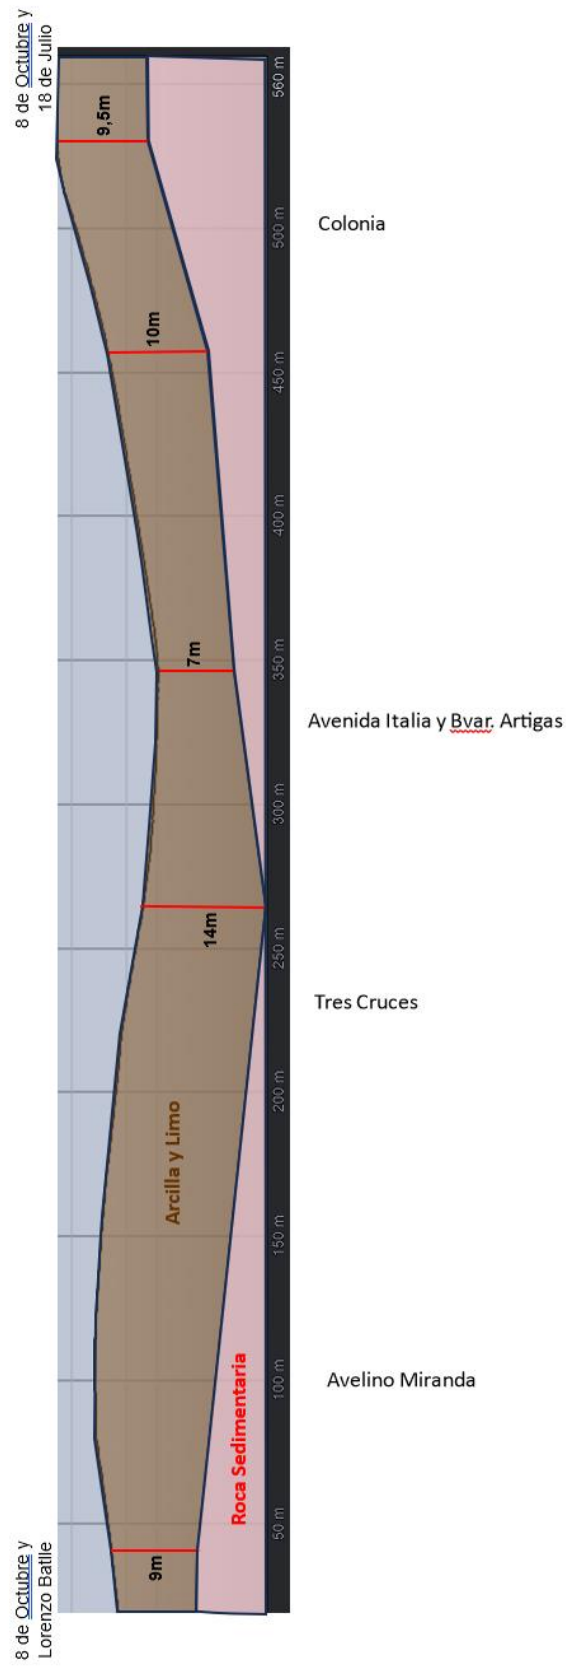 8 de Octubre y
18 de Julio
560 m
9,5m
Colonia
500 m
10m
450 m
400 m
7m
350 m
Avenida Italia y Bvar. Artigas
300 m
14m
250 m
Tres Cruces
200 m
Arcilla y Limo
150 m
Avelino Miranda
100 m
Roca Sedimentaria
50 m
9m
8 de Octubre y
Lorenzo Batlle